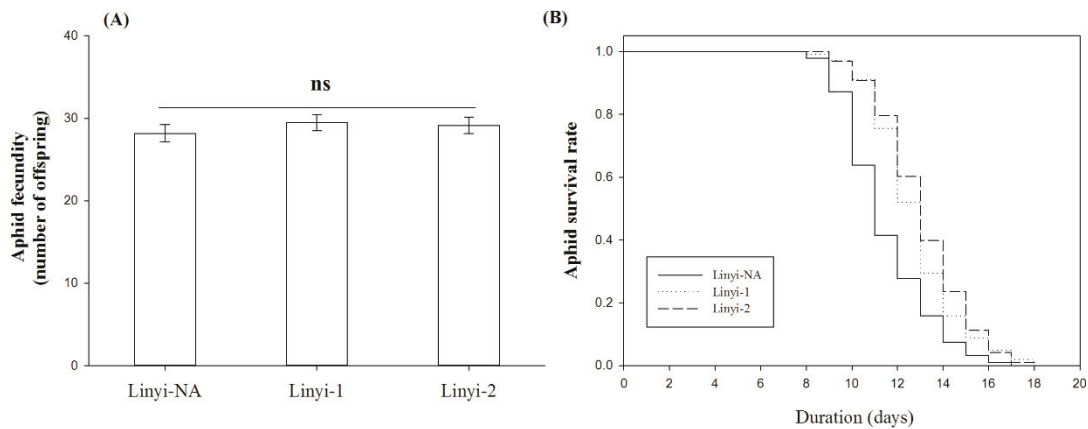 (A)
40
30
20
10
0
Aphid fecundity
(number of offspring)
ns
Linyi-NA
Linyi-1
Linyi-2
(B)
1.0
0.8
0.6
0.4
0.2
0.0
Aphid survival rate
Linyi-NA
Linyi-1
Linyi-2
0 2 4 6 8 10 12 14 16 18 20
Duration (days)